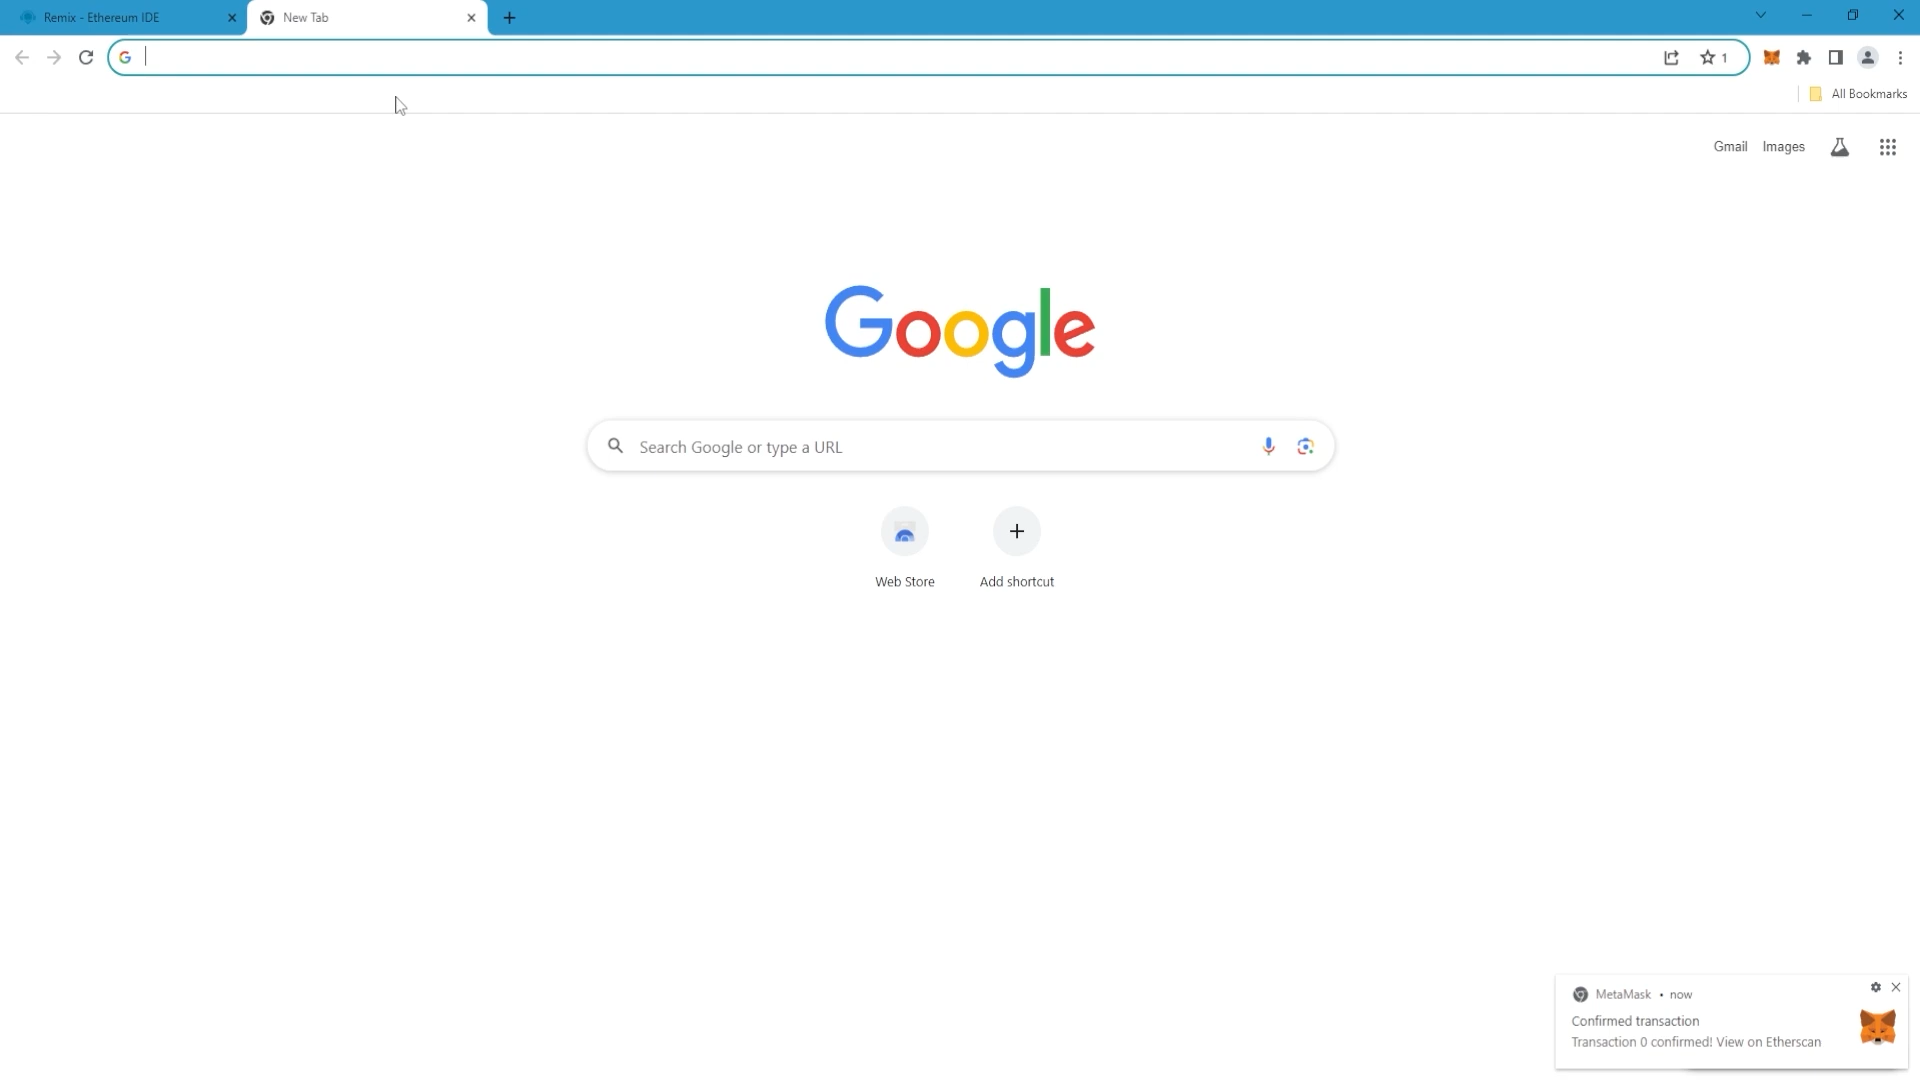 Remix - Ethereum IDE
New Tab
1
All Bookmarks
Gmail Images
Google
Search Google or type a URL
Web Store
Add shortcut
MetaMask • now
Confirmed transaction
Transaction 0 confirmed! View on Etherscan